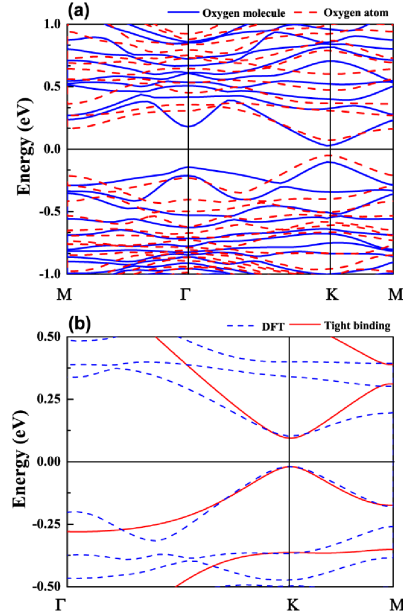 (a) Oxygen molecule Oxygen atom
1.0
0.5
0.0
-0.5
-1.0
Energy (eV)
M Γ K M
(b) DFT Tight binding
0.50
0.25
0.00
-0.25
-0.50
Energy (eV)
Γ K M